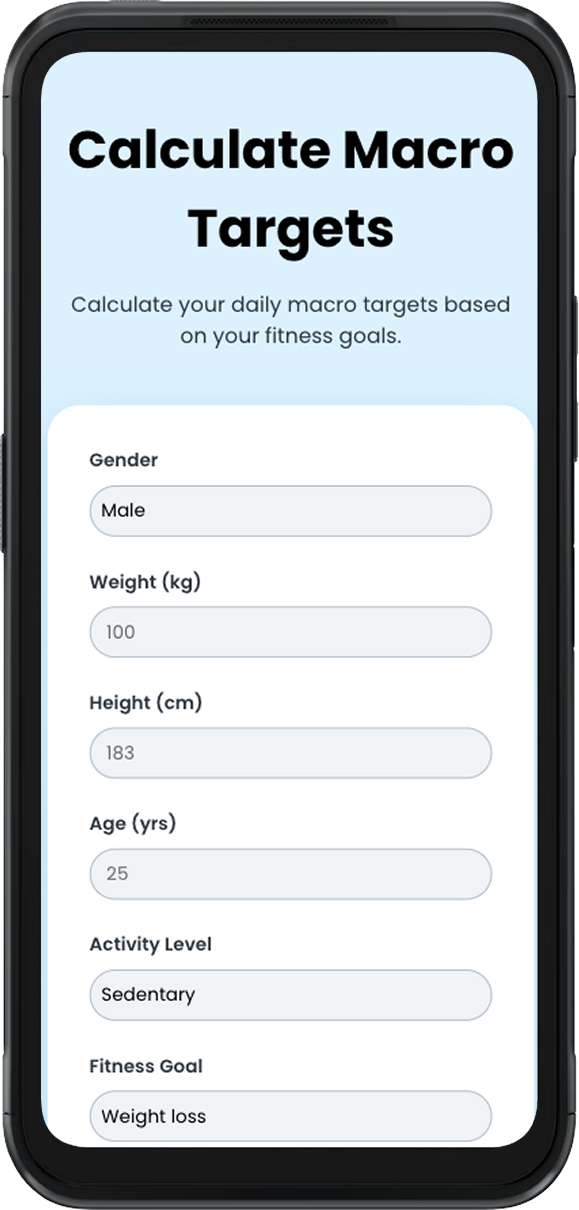 Calculate Macro
Targets
Calculate your daily macro targets based
on your fitness goals.
Gender
Male
Weight (kg)
100
Height (cm)
183
Age (yrs)
25
Activity Level
Sedentary
Fitness Goal
Weight loss